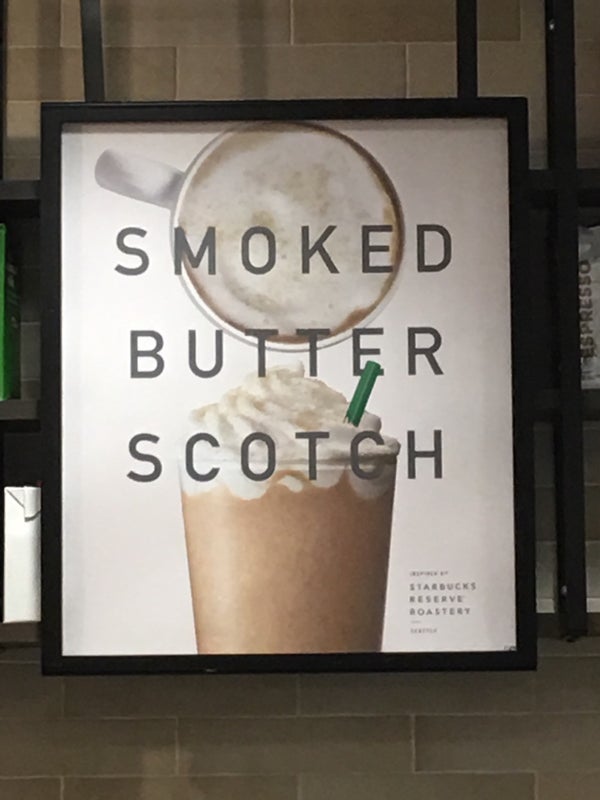 SMOKED
BUTTER
SCOTCH
INSPIRED BY
STARBUCKS
RESERVE
ROASTERY
SEATTLE
ESPRESSO